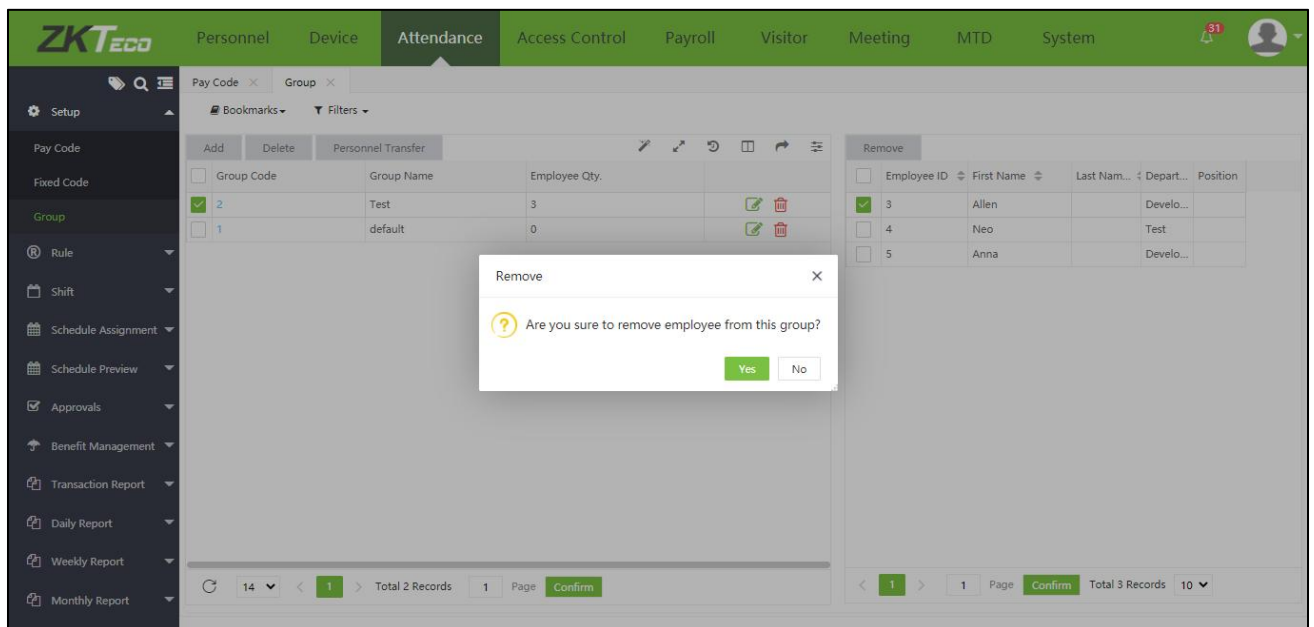 ZKTeco Personnel Device Attendance Access Control Payroll Visitor Meeting MTD System 31
Pay Code Group
Setup
Bookmarks Filters
Pay Code
Fixed Code
Group
Rule
Shift
Schedule Assignment
Schedule Preview
Approvals
Benefit Management
Transaction Report
Daily Report
Weekly Report
Monthly Report
Add Delete Personnel Transfer
Group Code Group Name Employee Qty.
2 Test 3
1 default 0
Remove
Employee ID First Name Last Nam... Depart... Position
3 Allen Develo...
4 Neo Test
5 Anna Develo...
Remove
Are you sure to remove employee from this group?
Yes No
14 < 1 > Total 2 Records 1 Page Confirm
< 1 > 1 Page Confirm Total 3 Records 10